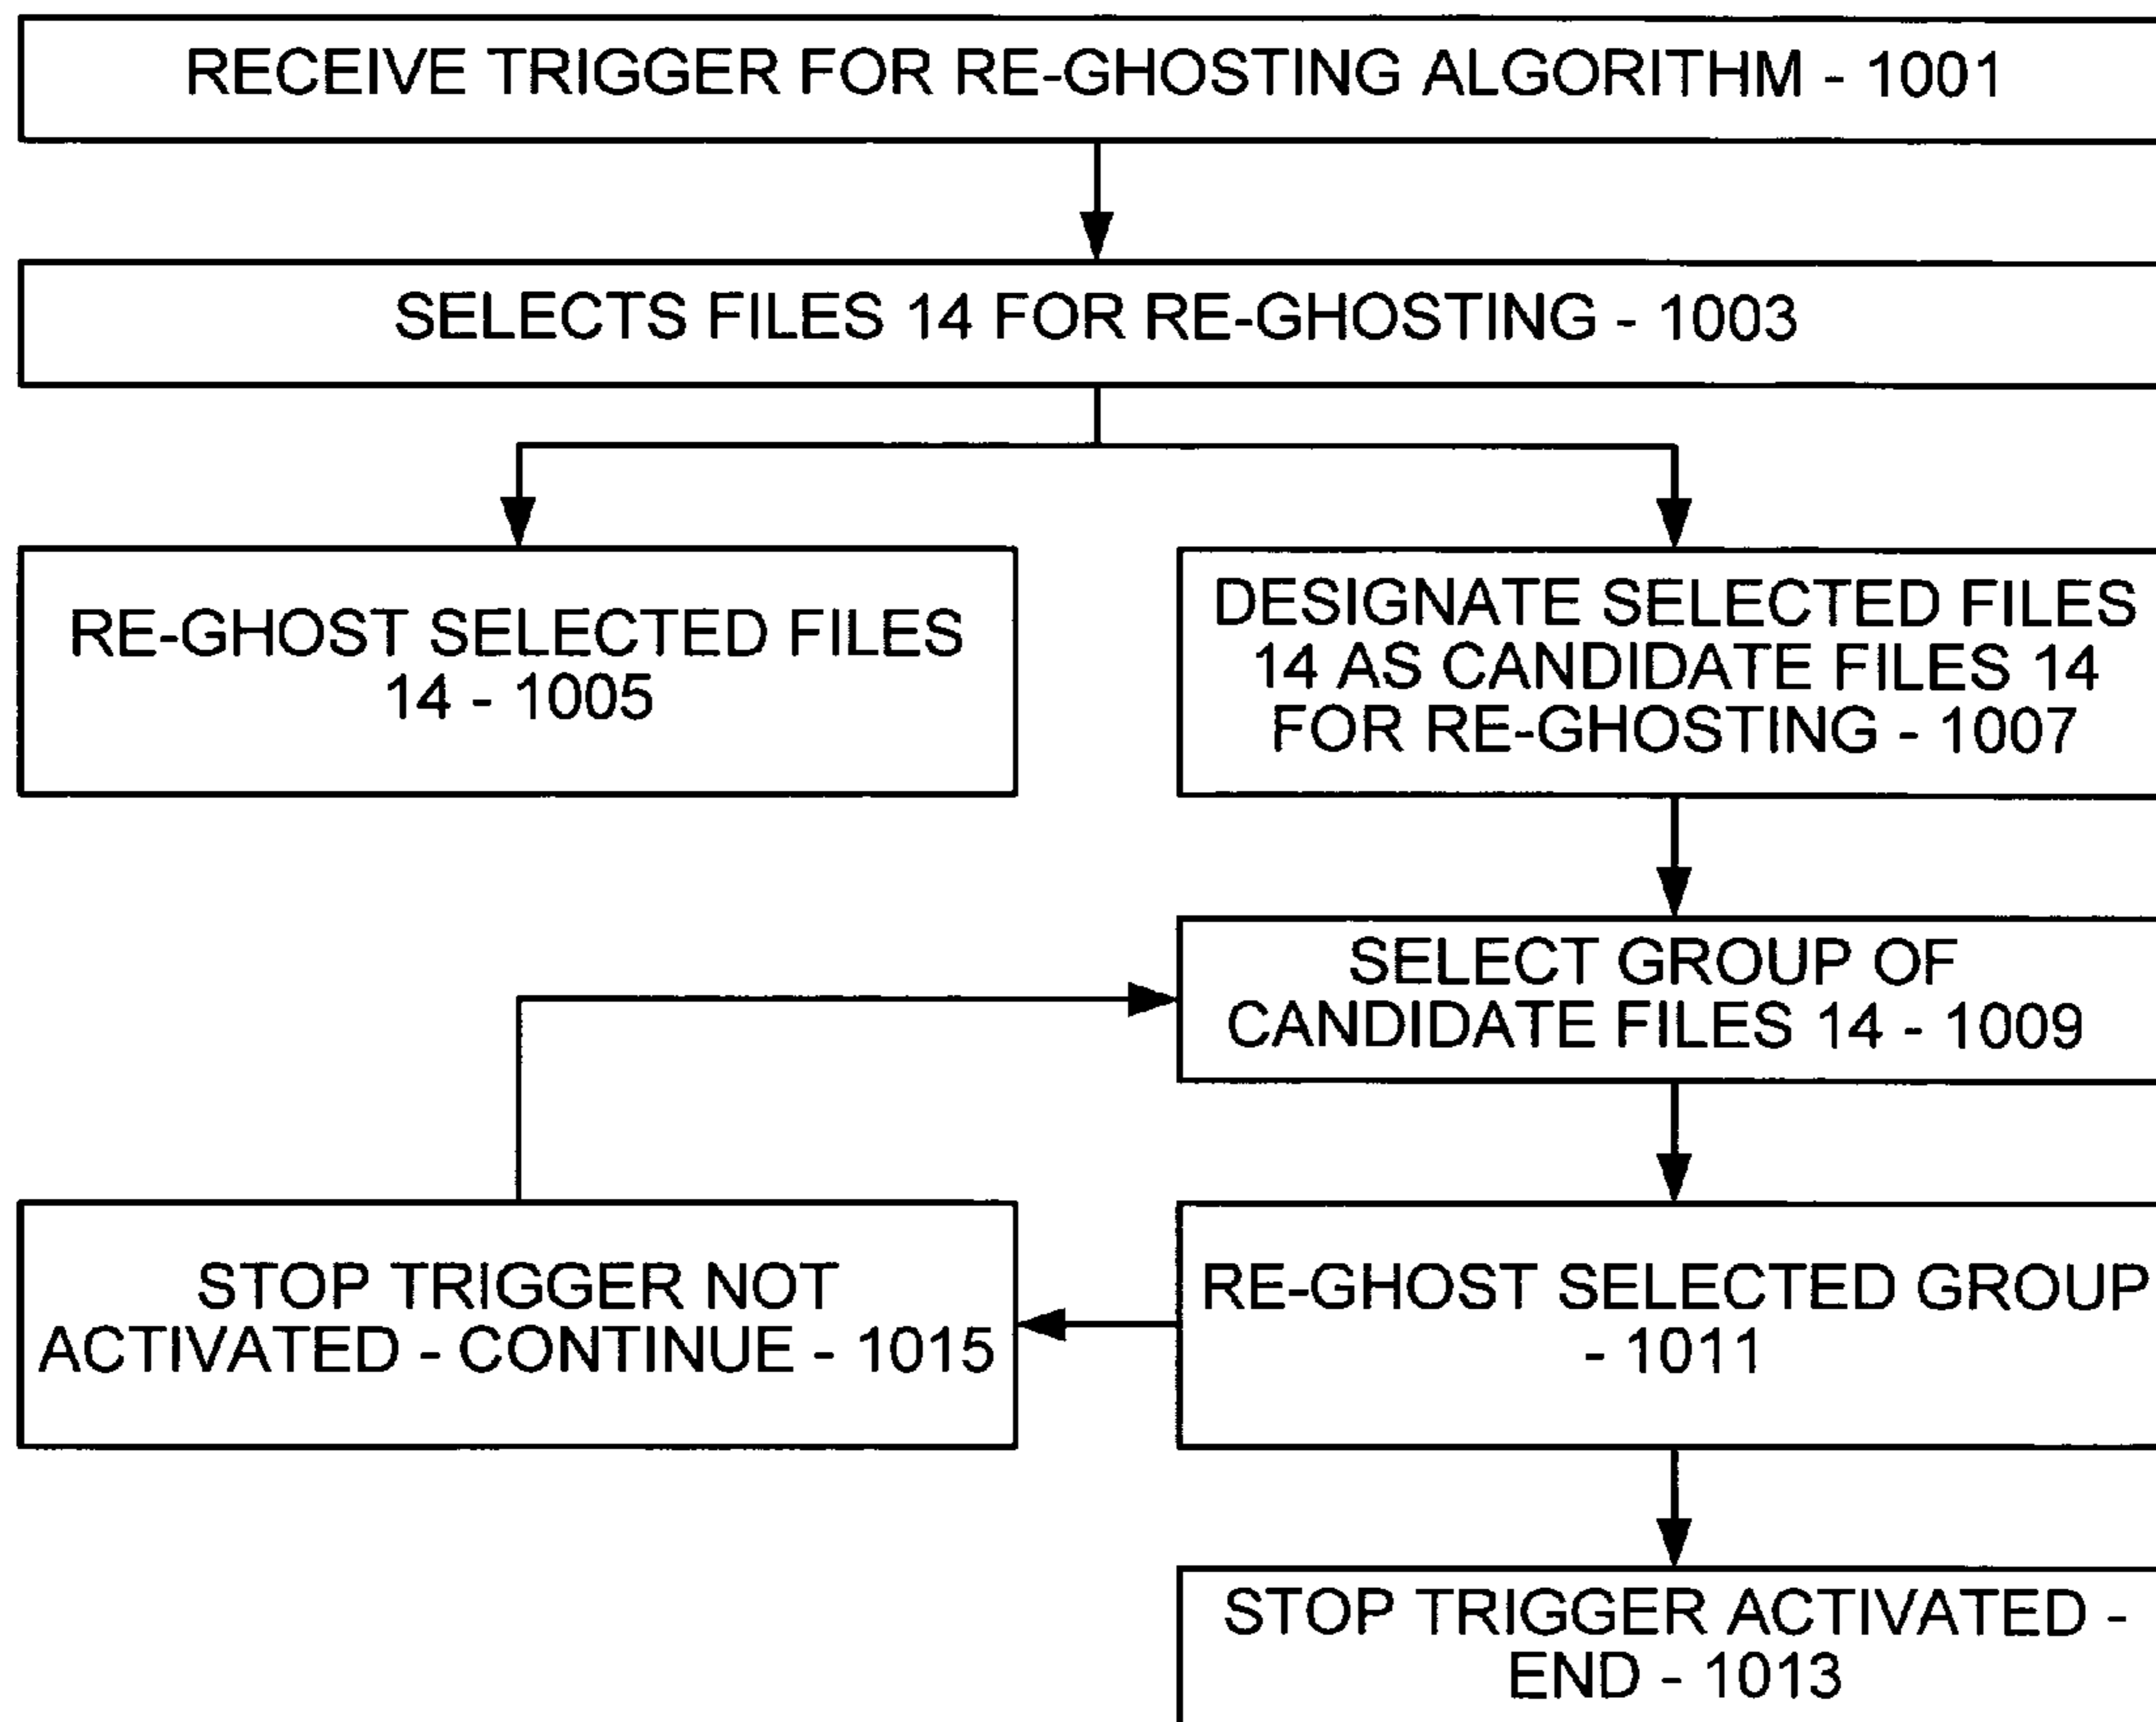 RECEIVE TRIGGER FOR RE-GHOSTING ALGORITHM - 1001
SELECTS FILES 14 FOR RE-GHOSTING - 1003
RE-GHOST SELECTED FILES
14 - 1005
DESIGNATE SELECTED FILES
14 AS CANDIDATE FILES 14
FOR RE-GHOSTING - 1007
SELECT GROUP OF
CANDIDATE FILES 14 - 1009
STOP TRIGGER NOT
ACTIVATED - CONTINUE - 1015
RE-GHOST SELECTED GROUP
- 1011
STOP TRIGGER ACTIVATED -
END - 1013